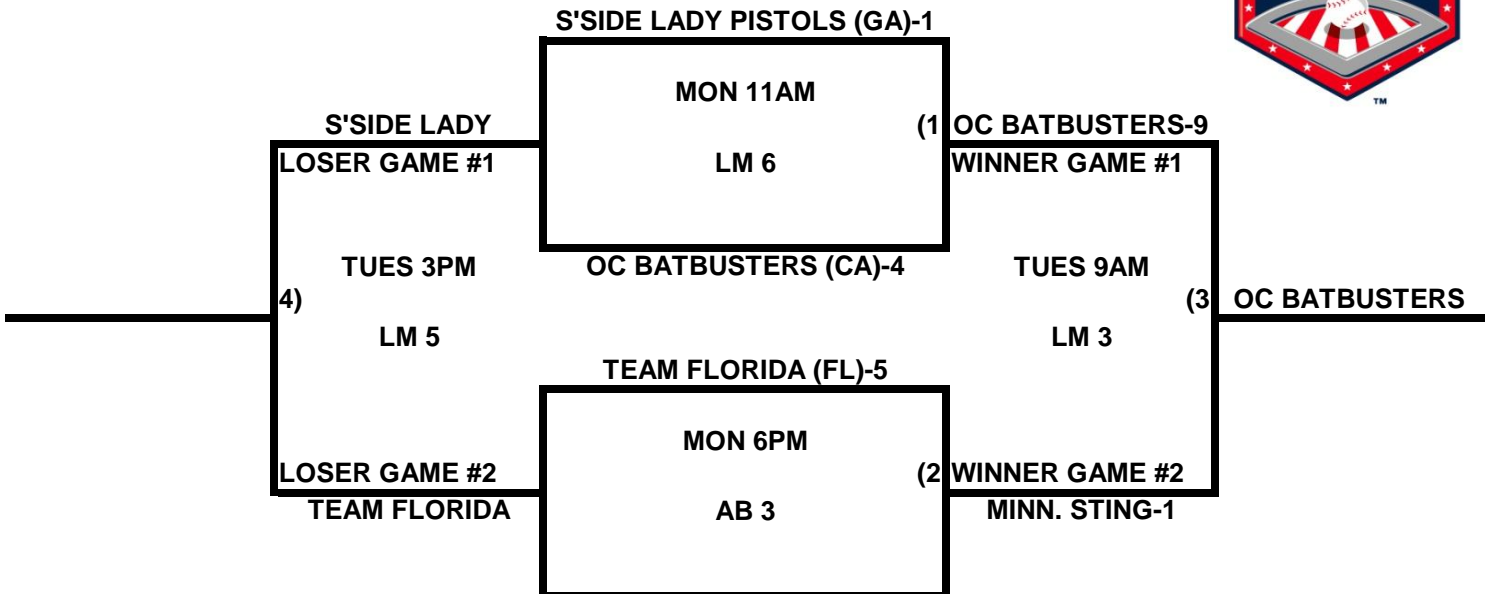 S'SIDE LADY PISTOLS (GA)-1
MON 11AM
S'SIDE LADY
(1 OC BATBUSTERS-9
LOSER GAME #1
LM 6
WINNER GAME #1
TUES 3PM
OC BATBUSTERS (CA)-4
TUES 9AM
4)
(3 OC BATBUSTERS
LM 5
LM 3
TEAM FLORIDA (FL)-5
MON 6PM
LOSER GAME #2
(2 WINNER GAME #2
TEAM FLORIDA
AB 3
MINN. STING-1
TM